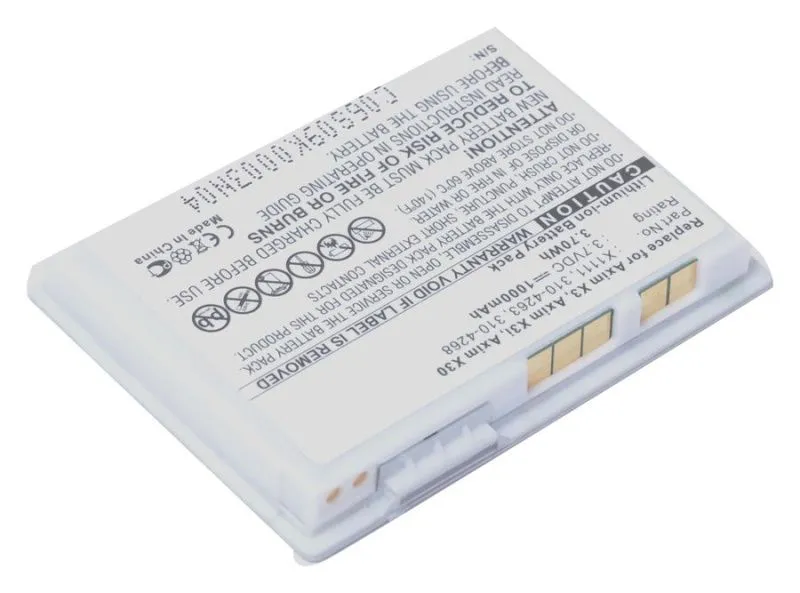 Replace for Axim X3, Axim X3i, Axim X30
Part No.: X1111, 310-4263, 310-4268
Rating : 3.7VDC 1000mAh
3.70Wh
Lithium-Ion Battery Pack
CAUTION WARRANTY VOID IF LABEL IS REMOVED
-DO NOT ATTEMPT TO DISASSEMBLE, OPEN OR SERVICE THE BATTERY PACK.
-REPLACE ONLY WITH THE BATTERY PACK DESIGNATED FOR THIS PRODUCT.
-DO NOT CRUSH, PUNCTURE, SHORT EXTERNAL CONTACTS
OR DISPOSE OF IN FIRE OR WATER.
-DO NOT STORE ABOVE 60°C (140°F).
ATTENTION!
NEW BATTERY PACK MUST BE FULLY CHARGED BEFORE USE.
READ INSTRUCTIONS IN OPERATING GUIDE
BEFORE USING THE BATTERY.
TO REDUCE RISK OF FIRE OR BURNS
Made in China
S/N: